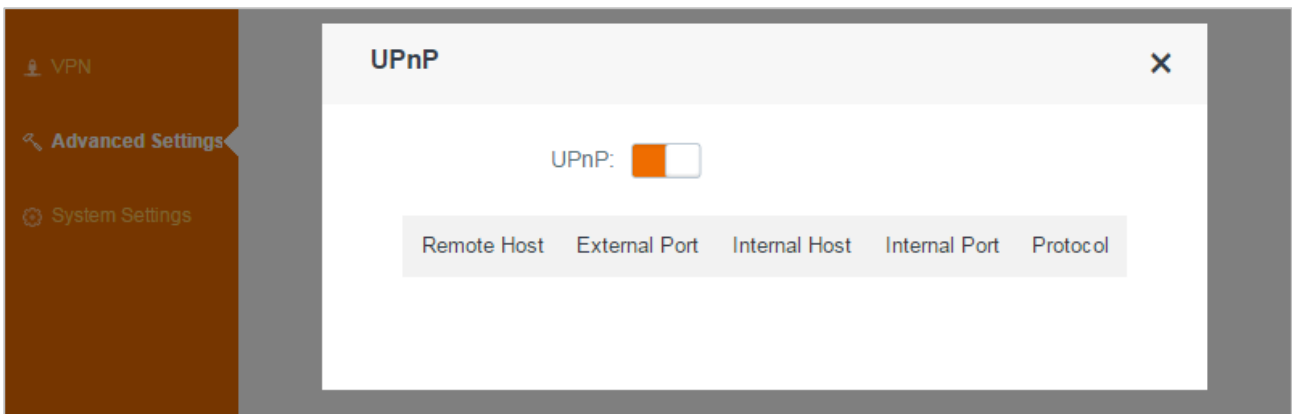 UPnP
VPN
Advanced Settings
UPnP:
System Settings
Remote Host External Port Internal Host Internal Port Protocol